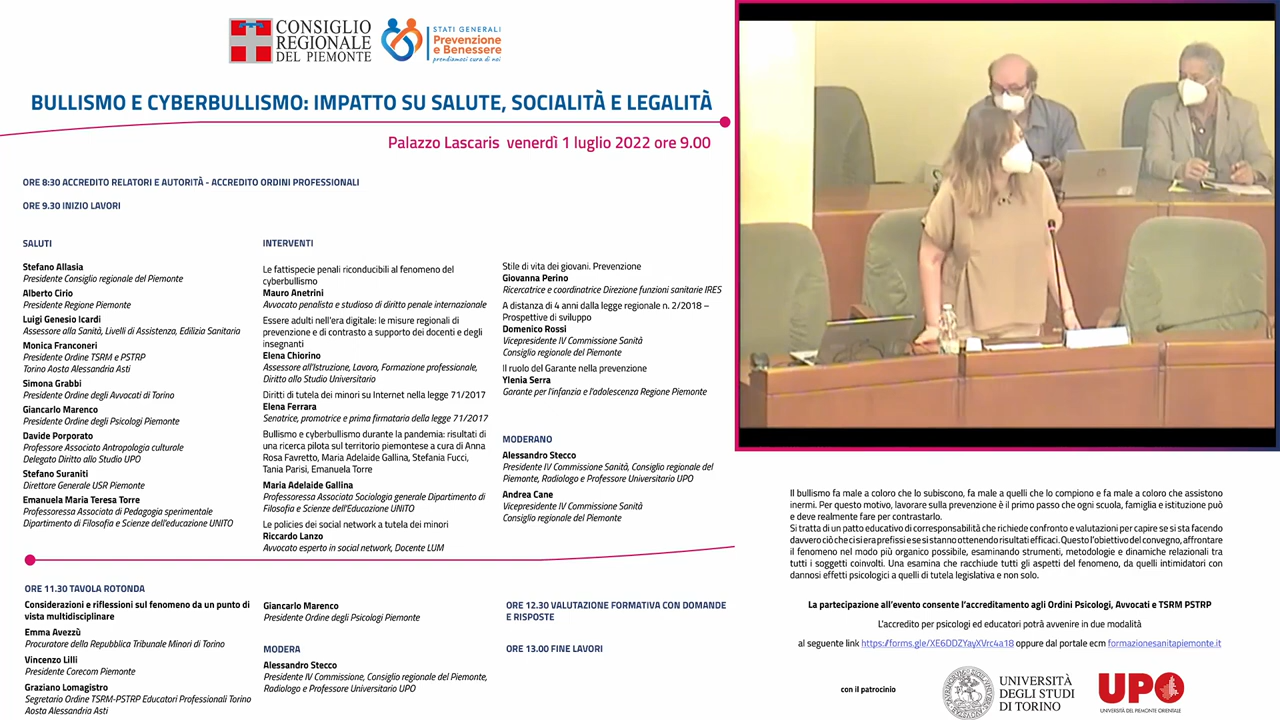 CONSIGLIO
REGIONALE
DEL PIEMONTE
STATI GENERALI
Prevenzione
e Benessere
prendiamoci cura di noi
BULLISMO E CYBERBULLISMO: IMPATTO SU SALUTE, SOCIALITÀ E LEGALITÀ
Palazzo Lascaris venerdì 1 luglio 2022 ore 9.00
ORE 8:30 ACCREDITO RELATORI E AUTORITÀ - ACCREDITO ORDINI PROFESSIONALI
ORE 9.30 INIZIO LAVORI
SALUTI
Stefano Allasia
Presidente Consiglio regionale del Piemonte
Alberto Cirio
Presidente Regione Piemonte
Luigi Genesio Icardi
Assessore alla Sanità, Livelli di Assistenza, Edilizia Sanitaria
Monica Franconeri
Presidente Ordine TSRM e PSTRP
Torino Aosta Alessandria Asti
Simona Grabbi
Presidente Ordine degli Avvocati di Torino
Giancarlo Marenco
Presidente Ordine degli Psicologi Piemonte
Davide Porporato
Professore Associato Antropologia culturale
Delegato Diritto allo Studio UPO
Stefano Suraniti
Direttore Generale USR Piemonte
Emanuela Maria Teresa Torre
Professoressa Associata di Pedagogia sperimentale
Dipartimento di Filosofia e Scienze dell'educazione UNITO
INTERVENTI
Le fattispecie penali riconducibili al fenomeno del
cyberbullismo
Mauro Anetrini
Avvocato penalista e studioso di diritto penale internazionale
Essere adulti nell'era digitale: le misure regionali di
prevenzione e di contrasto a supporto dei docenti e degli
insegnanti
Elena Chiorino
Assessore all'Istruzione, Lavoro, Formazione professionale,
Diritto allo Studio Universitario
Diritti di tutela dei minori su Internet nella legge 71/2017
Elena Ferrara
Senatrice, promotrice e prima firmataria della legge 71/2017
Bullismo e cyberbullismo durante la pandemia: risultati di
una ricerca pilota sul territorio piemontese a cura di Anna
Rosa Favretto, Maria Adelaide Gallina, Stefania Fucci,
Tania Parisi, Emanuela Torre
Maria Adelaide Gallina
Professoressa Associata Sociologia generale Dipartimento di
Filosofia e Scienze dell'Educazione UNITO
Le policies dei social network a tutela dei minori
Riccardo Lanzo
Avvocato esperto in social network, Docente LUM
Stile di vita dei giovani. Prevenzione
Giovanna Perino
Ricercatrice e coordinatrice Direzione funzioni sanitarie IRES
A distanza di 4 anni dalla legge regionale n. 2/2018 –
Prospettive di sviluppo
Domenico Rossi
Vicepresidente IV Commissione Sanità
Consiglio regionale del Piemonte
Il ruolo del Garante nella prevenzione
Ylenia Serra
Garante per l'infanzia e l'adolescenza Regione Piemonte
MODERANO
Alessandro Stecco
Presidente IV Commissione Sanità, Consiglio regionale del
Piemonte, Radiologo e Professore Universitario UPO
Andrea Cane
Vicepresidente IV Commissione Sanità
Consiglio regionale del Piemonte
ORE 11.30 TAVOLA ROTONDA
Considerazioni e riflessioni sul fenomeno da un punto di
vista multidisciplinare
Emma Avezzù
Procuratore della Repubblica Tribunale Minori di Torino
Vincenzo Lilli
Presidente Corecom Piemonte
Graziano Lomagistro
Segretario Ordine TSRM-PSTRP Educatori Professionali Torino
Aosta Alessandria Asti
Giancarlo Marenco
Presidente Ordine degli Psicologi Piemonte
MODERA
Alessandro Stecco
Presidente IV Commissione, Consiglio regionale del Piemonte,
Radiologo e Professore Universitario UPO
ORE 12.30 VALUTAZIONE FORMATIVA CON DOMANDE
E RISPOSTE
ORE 13.00 FINE LAVORI
Il bullismo fa male a coloro che lo subiscono, fa male a quelli che lo compiono e fa male a coloro che assistono
inermi. Per questo motivo, lavorare sulla prevenzione è il primo passo che ogni scuola, famiglia e istituzione può
e deve realmente fare per contrastarlo.
Si tratta di un patto educativo di corresponsabilità che richiede confronto e valutazioni per capire se si sta facendo
davvero ciò che ci si era prefissi e se si stanno ottenendo risultati efficaci. Questo l'obiettivo del convegno, affrontare
il fenomeno nel modo più organico possibile, esaminando strumenti, metodologie e dinamiche relazionali tra
tutti i soggetti coinvolti. Una esamina che racchiude tutti gli aspetti del fenomeno, da quelli intimidatori con
dannosi effetti psicologici a quelli di tutela legislativa e non solo.
La partecipazione all'evento consente l'accreditamento agli Ordini Psicologi, Avvocati e TSRM PSTRP
L'accredito per psicologi ed educatori potrà avvenire in due modalità
al seguente link https://forms.gle/XE6DDZYayXVrc4a18 oppure dal portale ecm formazionesanitapiemonte.it
con il patrocinio
UNIVERSITÀ
DEGLI STUDI
DI TORINO
UPO
UNIVERSITÀ DEL PIEMONTE ORIENTALE